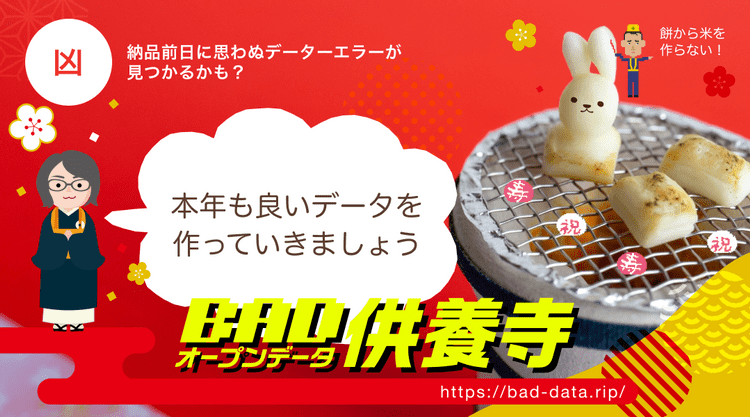 凶
納品前日に思わぬデーターエラーが
見つかるかも？
餅から米を
作らない！
本年も良いデータを
作っていきましょう
寿
祝
祝
寿
BAD
オープンデータ
供養寺
https://bad-data.rip/